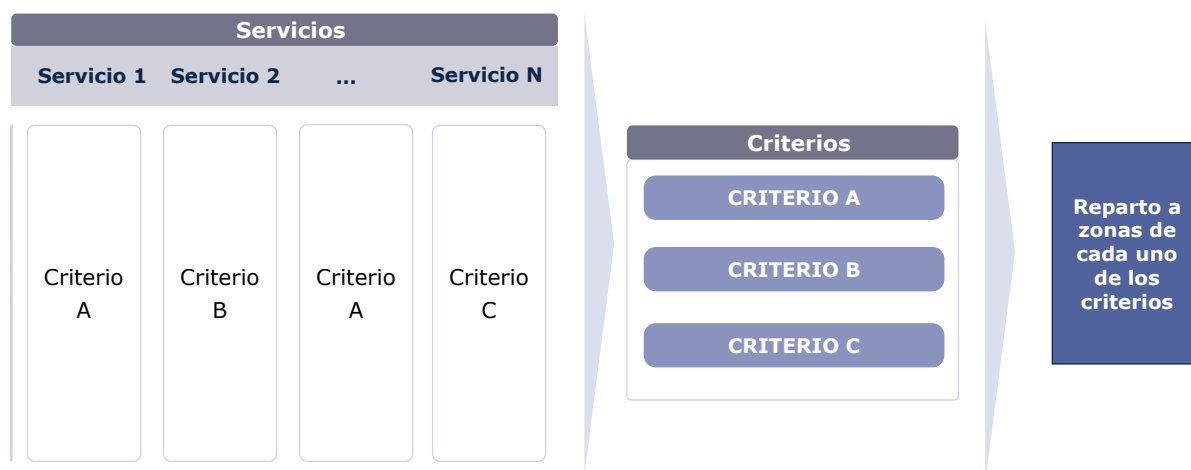 Servicios
Servicio 1
Servicio 2
...
Servicio N
Criterio
A
Criterio
B
Criterio
A
Criterio
C
Criterios
CRITERIO A
CRITERIO B
CRITERIO C
Reparto a
zonas de
cada uno
de los
criterios